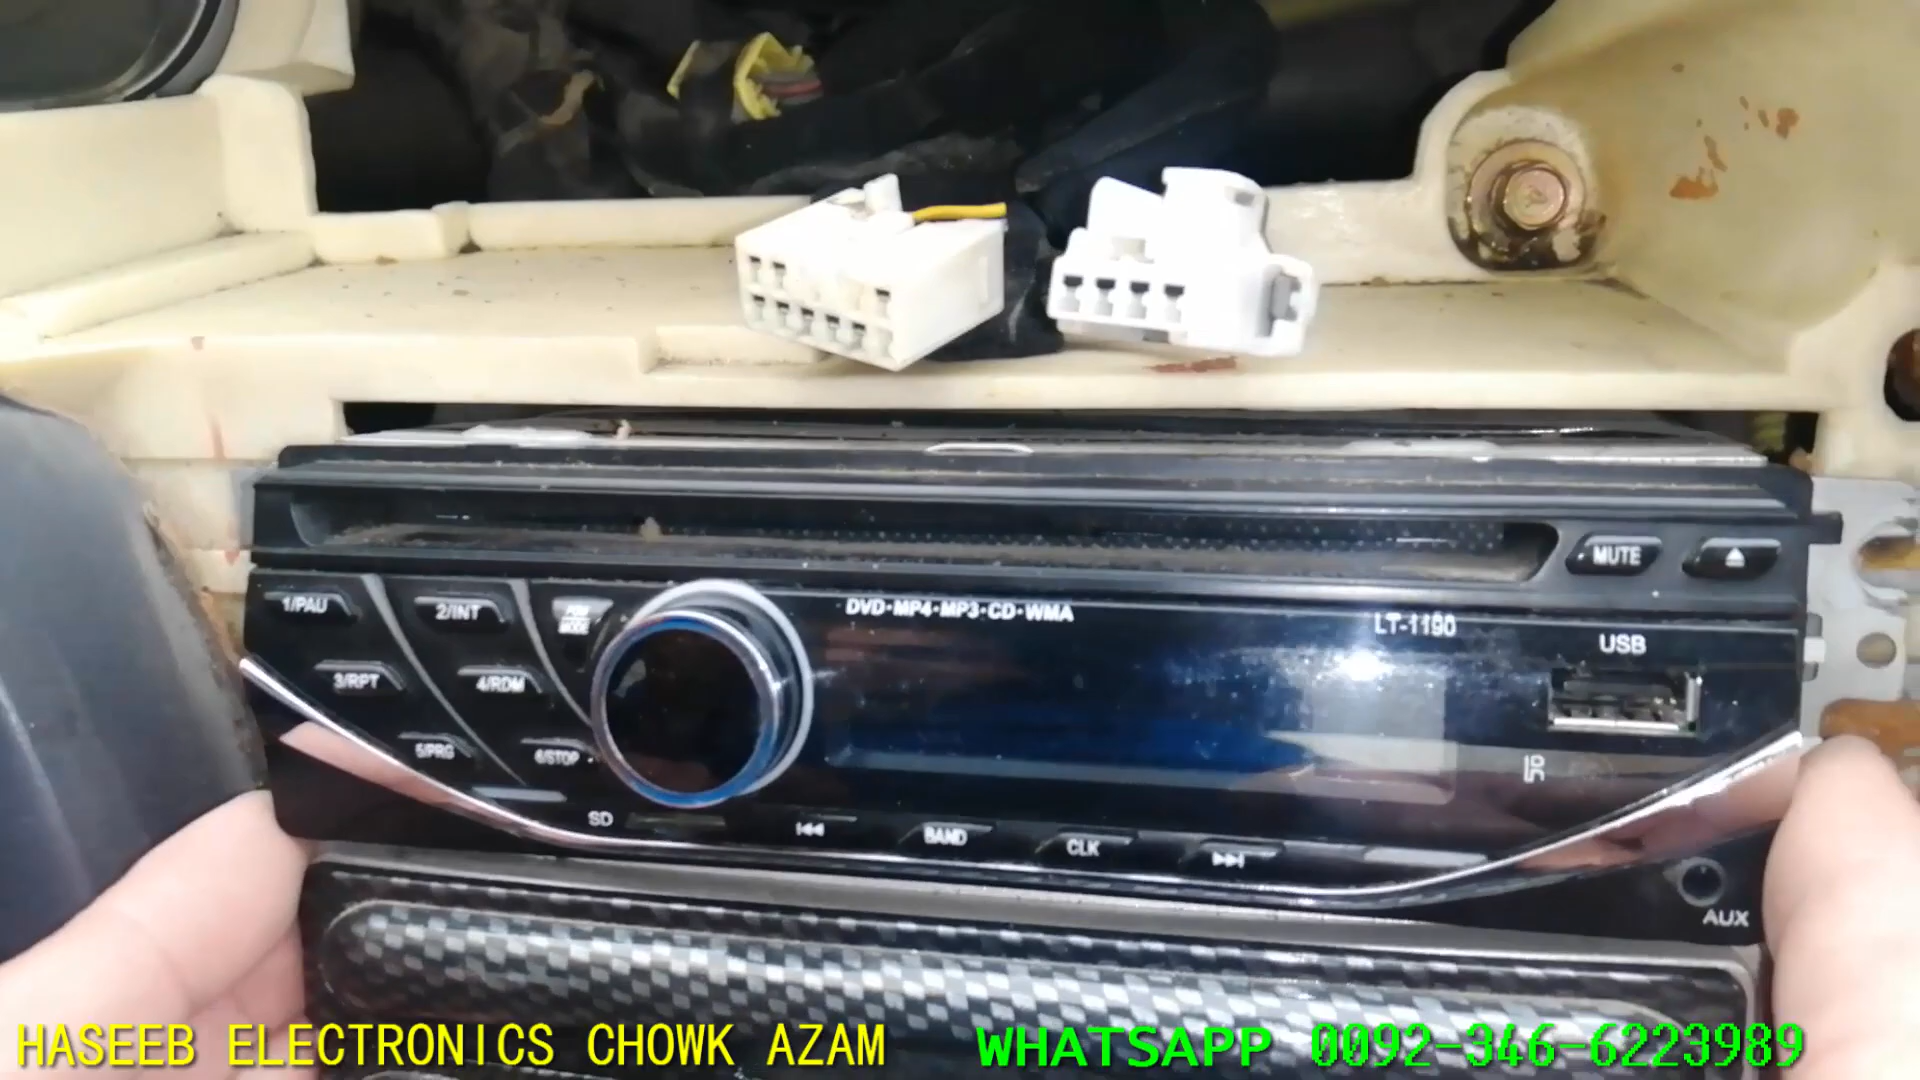 MUTE
1/PAU
2/INT
MODE
DVD·MP4·MP3·CD·WMA
LT-1190
USB
3/RPT
4/RDM
5/PRG
6/STOP
SD
BAND
CLK
AUX
HASEEB ELECTRONICS CHOWK AZAM
WHATSAPP 0092-346-6223989